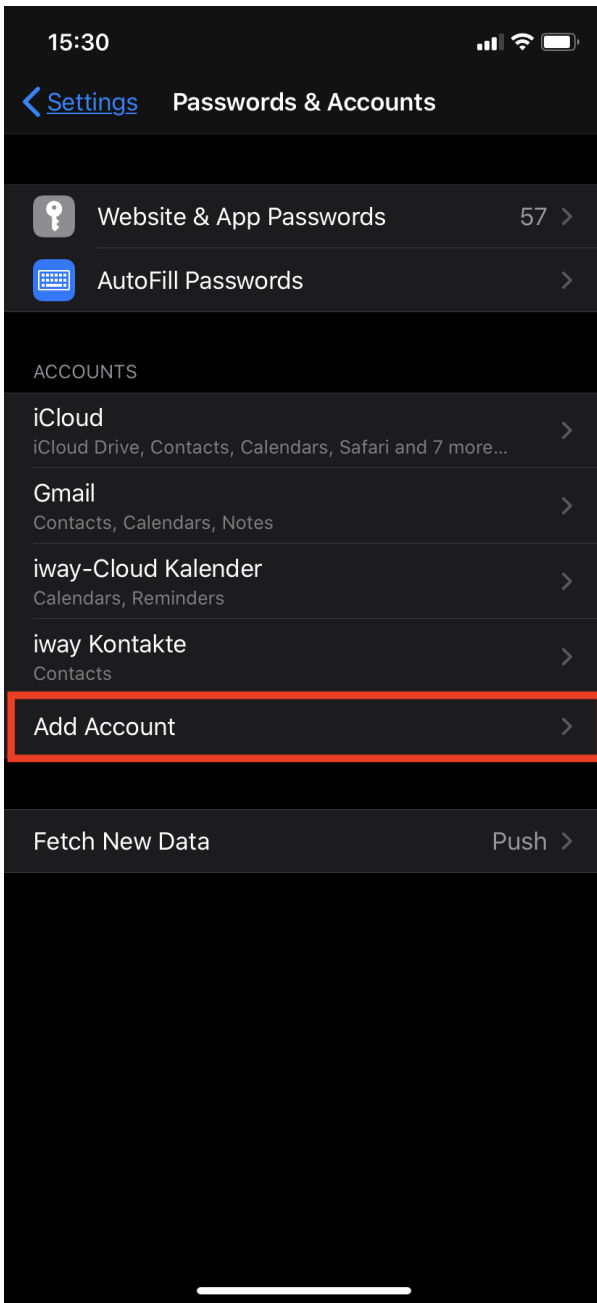 15:30
Settings Passwords & Accounts
Website & App Passwords 57
AutoFill Passwords
ACCOUNTS
iCloud
iCloud Drive, Contacts, Calendars, Safari and 7 more...
Gmail
Contacts, Calendars, Notes
iway-Cloud Kalender
Calendars, Reminders
iway Kontakte
Contacts
Add Account
Fetch New Data Push